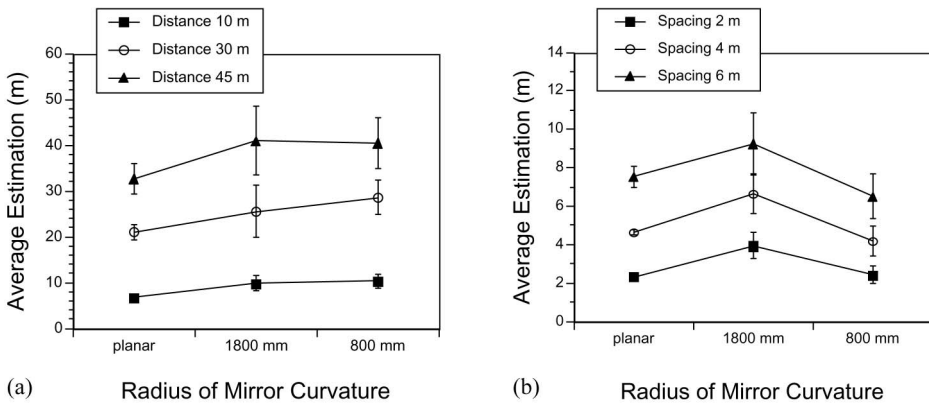 Distance 10 m
Distance 30 m
Distance 45 m
Average Estimation (m)
60
50
40
30
20
10
0
planar
1800 mm
800 mm
(a)
Radius of Mirror Curvature
Spacing 2 m
Spacing 4 m
Spacing 6 m
Average Estimation (m)
14
12
10
8
6
4
2
0
planar
1800 mm
800 mm
(b)
Radius of Mirror Curvature